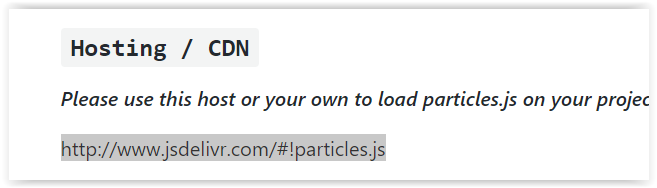 Hosting / CDN
Please use this host or your own to load particles.js on your projec
http://www.jsdelivr.com/#!particles.js